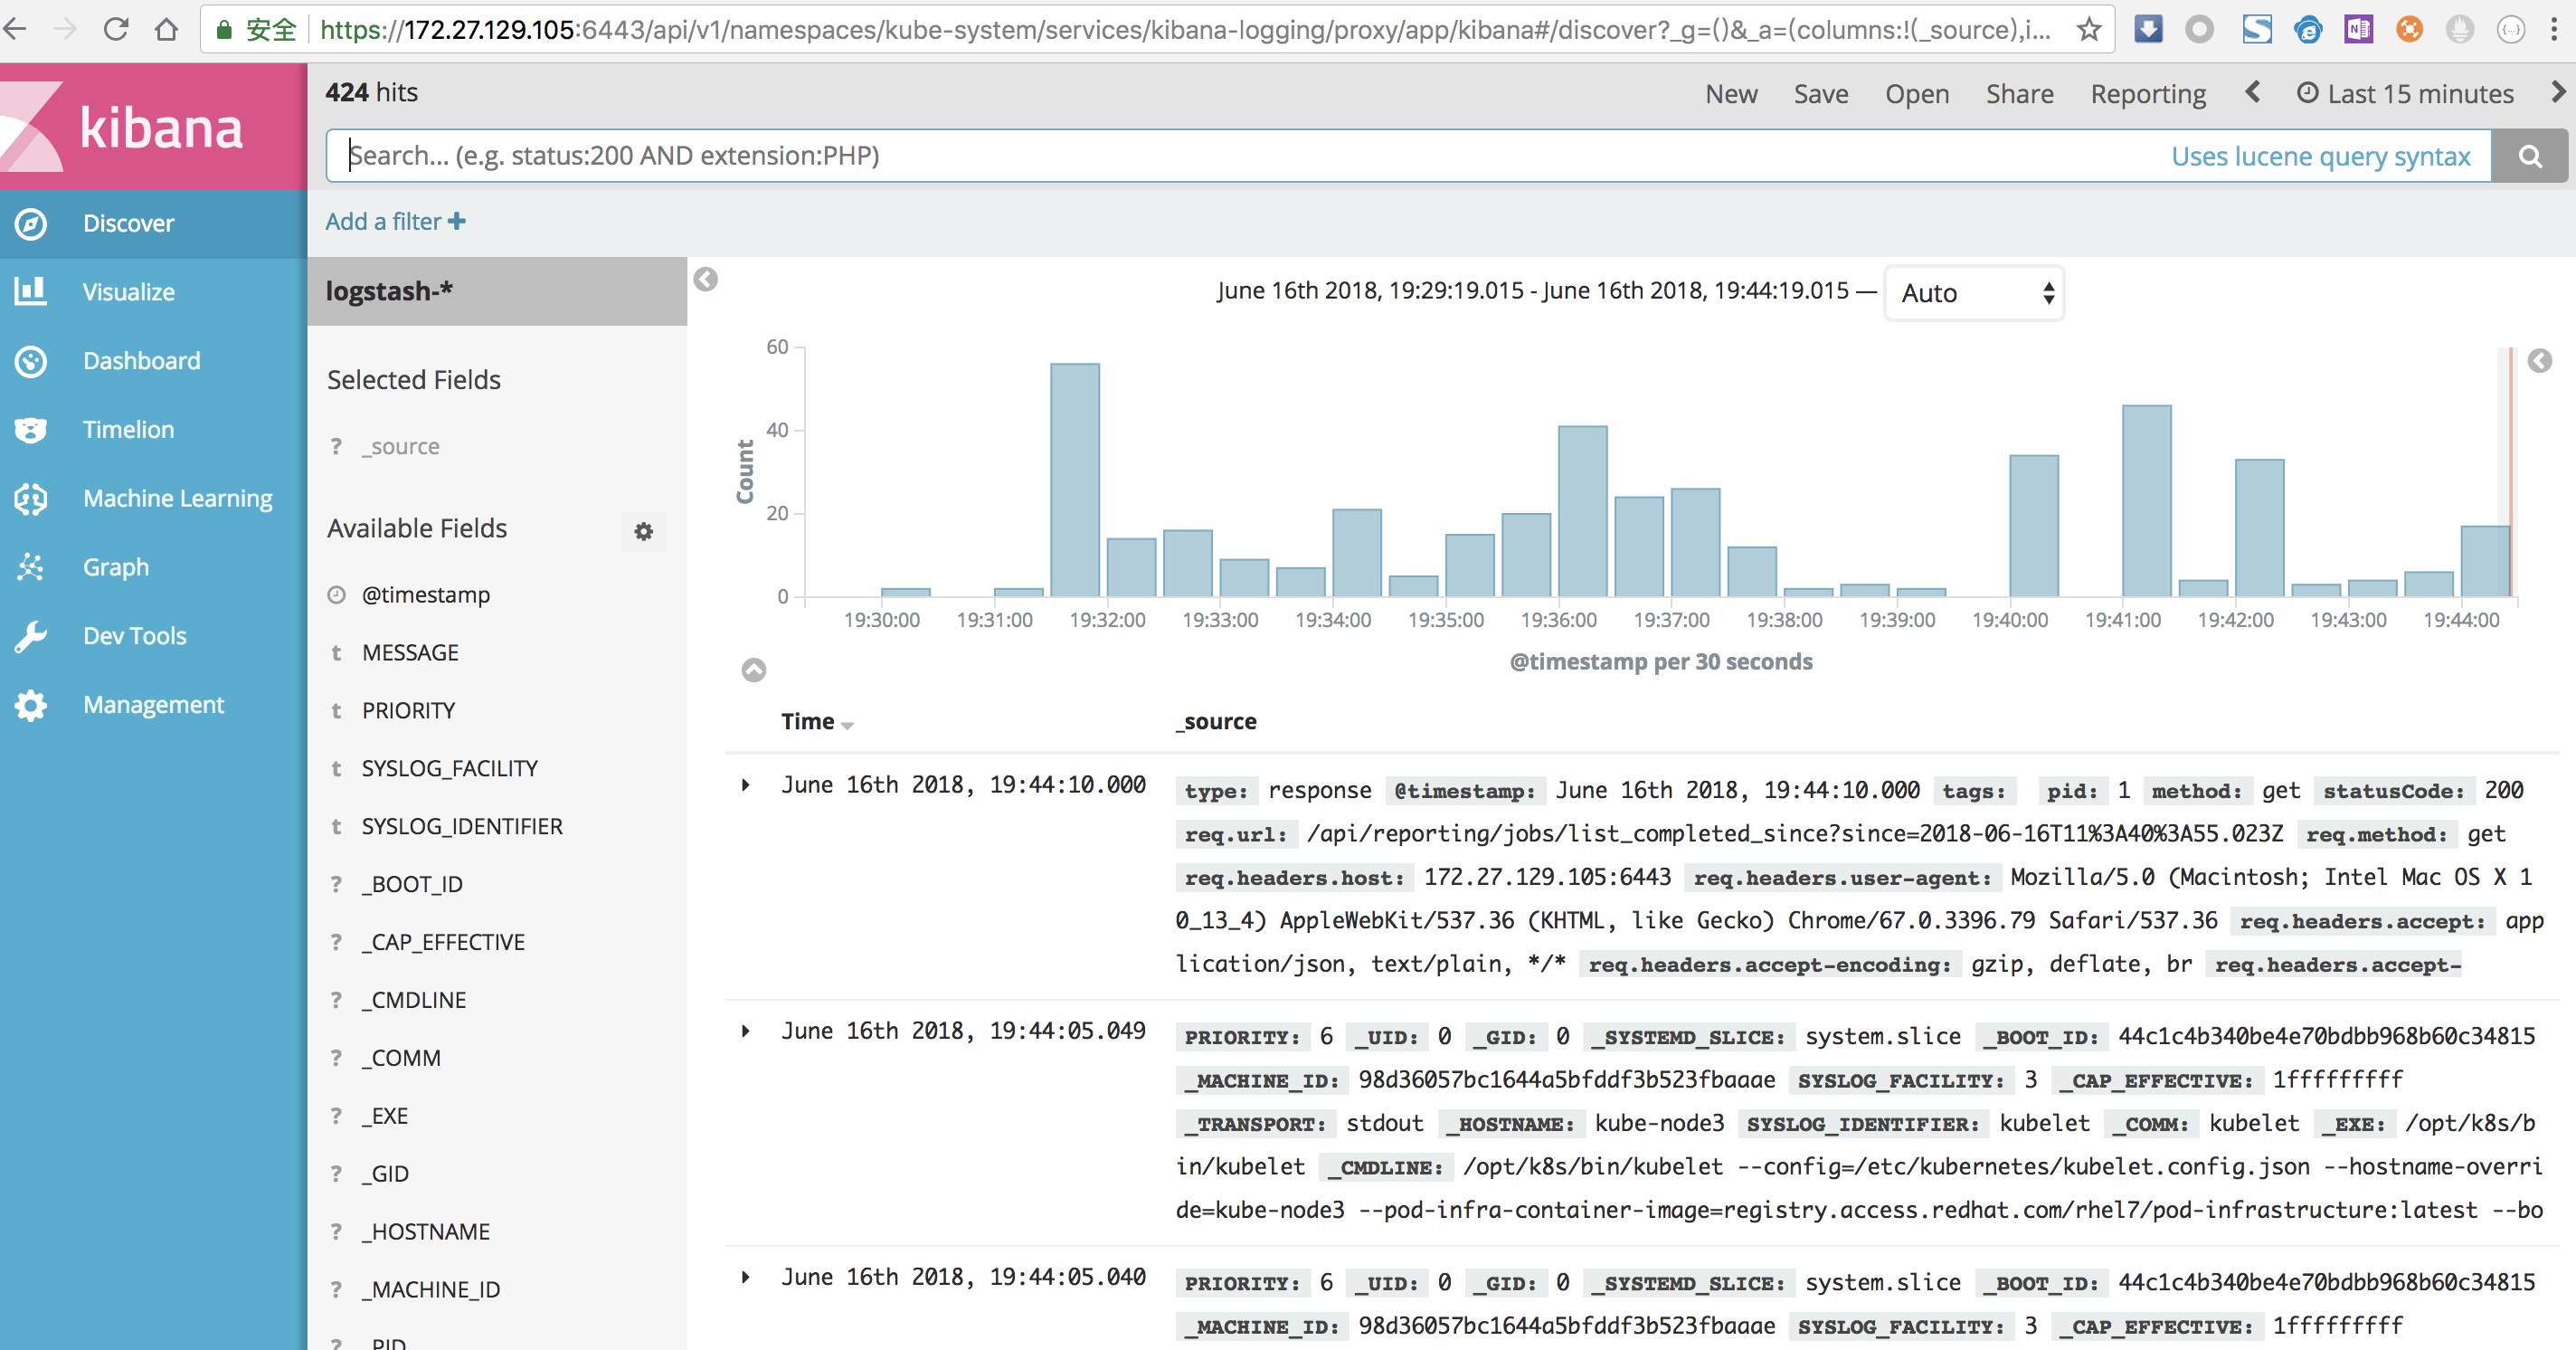 安全 https://172.27.129.105:6443/api/v1/namespaces/kube-system/services/kibana-logging/proxy/app/kibana#/discover?_g=()&_a=(columns:!(_source),i...
kibana
424 hits
New Save Open Share Reporting Last 15 minutes
Search... (e.g. status:200 AND extension:PHP)
Uses lucene query syntax
Add a filter
Discover
Visualize
Dashboard
Timelion
Machine Learning
Graph
Dev Tools
Management
logstash-*
Selected Fields
? _source
Available Fields
@timestamp
t MESSAGE
t PRIORITY
t SYSLOG_FACILITY
t SYSLOG_IDENTIFIER
? _BOOT_ID
? _CAP_EFFECTIVE
? _CMDLINE
? _COMM
? _EXE
? _GID
? _HOSTNAME
? _MACHINE_ID
? _PID
June 16th 2018, 19:29:19.015 - June 16th 2018, 19:44:19.015 — Auto
Count
60
40
20
0
19:30:00 19:31:00 19:32:00 19:33:00 19:34:00 19:35:00 19:36:00 19:37:00 19:38:00 19:39:00 19:40:00 19:41:00 19:42:00 19:43:00 19:44:00
@timestamp per 30 seconds
Time _source
June 16th 2018, 19:44:10.000
type: response @timestamp: June 16th 2018, 19:44:10.000 tags: pid: 1 method: get statusCode: 200
req.url: /api/reporting/jobs/list_completed_since?since=2018-06-16T11%3A40%3A55.023Z req.method: get
req.headers.host: 172.27.129.105:6443 req.headers.user-agent: Mozilla/5.0 (Macintosh; Intel Mac OS X 1
0_13_4) AppleWebKit/537.36 (KHTML, like Gecko) Chrome/67.0.3396.79 Safari/537.36 req.headers.accept: app
lication/json, text/plain, */* req.headers.accept-encoding: gzip, deflate, br req.headers.accept-
June 16th 2018, 19:44:05.049
PRIORITY: 6 _UID: 0 _GID: 0 _SYSTEMD_SLICE: system.slice _BOOT_ID: 44c1c4b340be4e70bdbb968b60c34815
_MACHINE_ID: 98d36057bc1644a5bfddf3b523fbaaae SYSLOG_FACILITY: 3 _CAP_EFFECTIVE: 1fffffffff
_TRANSPORT: stdout _HOSTNAME: kube-node3 SYSLOG_IDENTIFIER: kubelet _COMM: kubelet _EXE: /opt/k8s/b
in/kubelet _CMDLINE: /opt/k8s/bin/kubelet --config=/etc/kubernetes/kubelet.config.json --hostname-overri
de=kube-node3 --pod-infra-container-image=registry.access.redhat.com/rhel7/pod-infrastructure:latest --bo
June 16th 2018, 19:44:05.040
PRIORITY: 6 _UID: 0 _GID: 0 _SYSTEMD_SLICE: system.slice _BOOT_ID: 44c1c4b340be4e70bdbb968b60c34815
_MACHINE_ID: 98d36057bc1644a5bfddf3b523fbaaae SYSLOG_FACILITY: 3 _CAP_EFFECTIVE: 1fffffffff